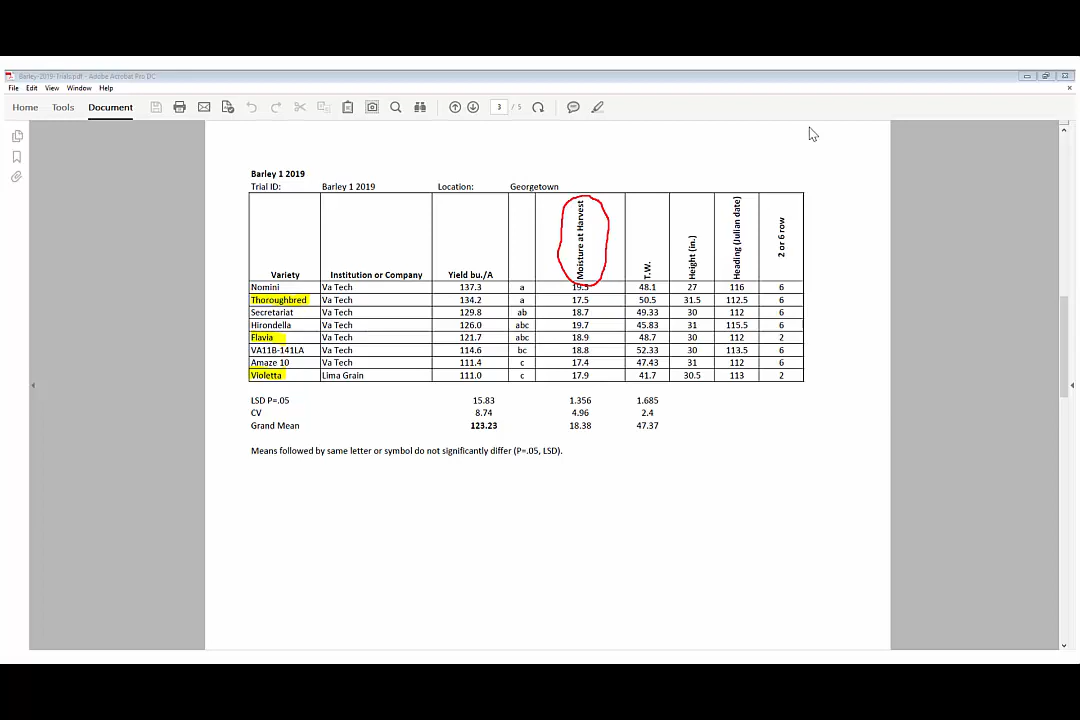 Barley-2019-Trials.pdf - Adobe Acrobat Pro DC
File Edit View Window Help
Home Tools Document 3 / 5
Barley 1 2019
Trial ID: Barley 1 2019 Location: Georgetown
Variety Institution or Company Yield bu./A Moisture at Harvest T.W. Height (in.) Heading (Julian date) 2 or 6 row
Nomini Va Tech 137.3 a 19.5 48.1 27 116 6
Thoroughbred Va Tech 134.2 a 17.5 50.5 31.5 112.5 6
Secretariat Va Tech 129.8 ab 18.7 49.33 30 112 6
Hirondella Va Tech 126.0 abc 19.7 45.83 31 115.5 6
Flavia Va Tech 121.7 abc 18.9 48.7 30 112 2
VA11B-141LA Va Tech 114.6 bc 18.8 52.33 30 113.5 6
Amaze 10 Va Tech 111.4 c 17.4 47.43 31 112 6
Violetta Lima Grain 111.0 c 17.9 41.7 30.5 113 2
LSD P=.05 15.83 1.356 1.685
CV 8.74 4.96 2.4
Grand Mean 123.23 18.38 47.37
Means followed by same letter or symbol do not significantly differ (P=.05, LSD).